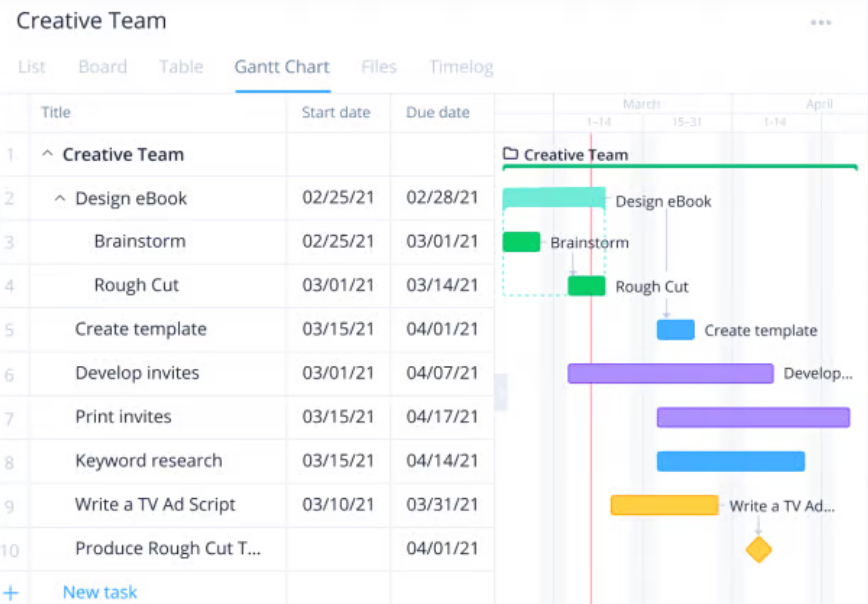 Creative Team
List Board Table Gantt Chart Files Timelog
Title Start date Due date March April
1-14 15-31 1-14
1 Creative Team Creative Team
2 Design eBook 02/25/21 02/28/21 Design eBook
3 Brainstorm 02/25/21 03/01/21 Brainstorm
4 Rough Cut 03/01/21 03/14/21 Rough Cut
5 Create template 03/15/21 04/01/21 Create template
6 Develop invites 03/01/21 04/07/21 Develop...
7 Print invites 03/15/21 04/17/21
8 Keyword research 03/15/21 04/14/21
9 Write a TV Ad Script 03/10/21 03/31/21 Write a TV Ad...
10 Produce Rough Cut T... 04/01/21
+ New task